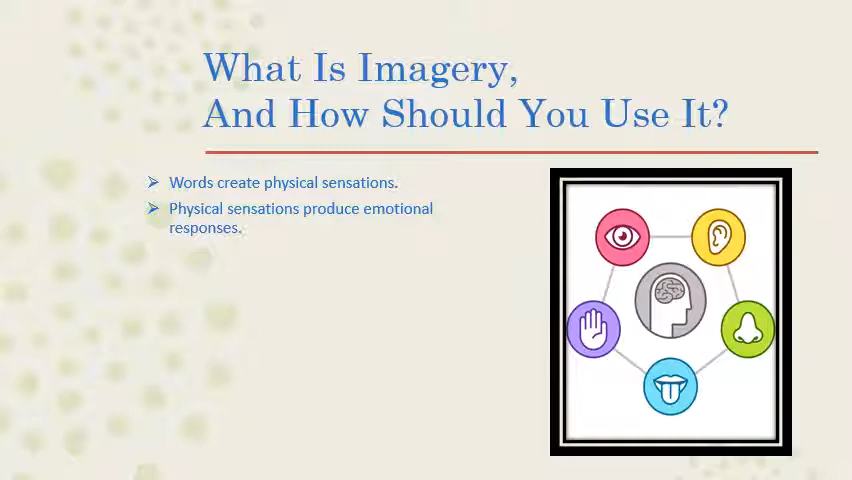 What Is Imagery,
And How Should You Use It?
Words create physical sensations.
Physical sensations produce emotional
responses.